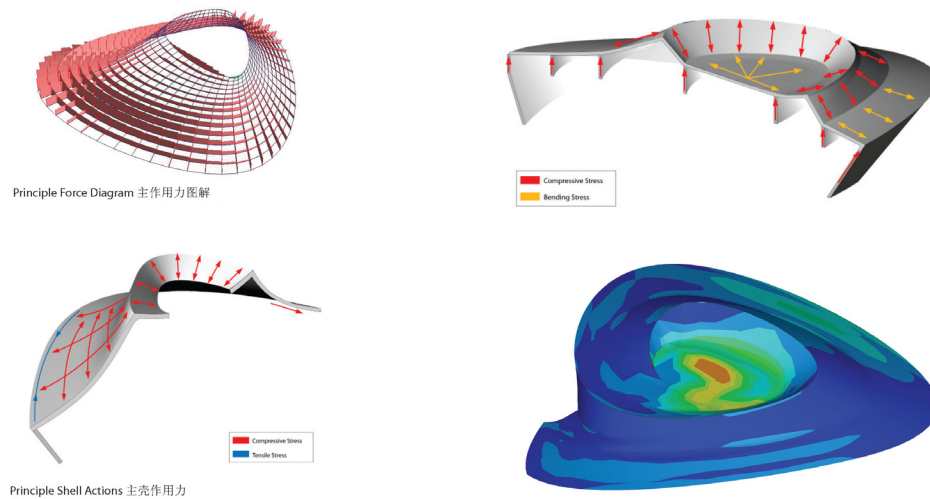 Principle Force Diagram 主作用力图解
Compressive Stress
Bending Stress
Compressive Stress
Tensile Stress
Principle Shell Actions 主壳作用力